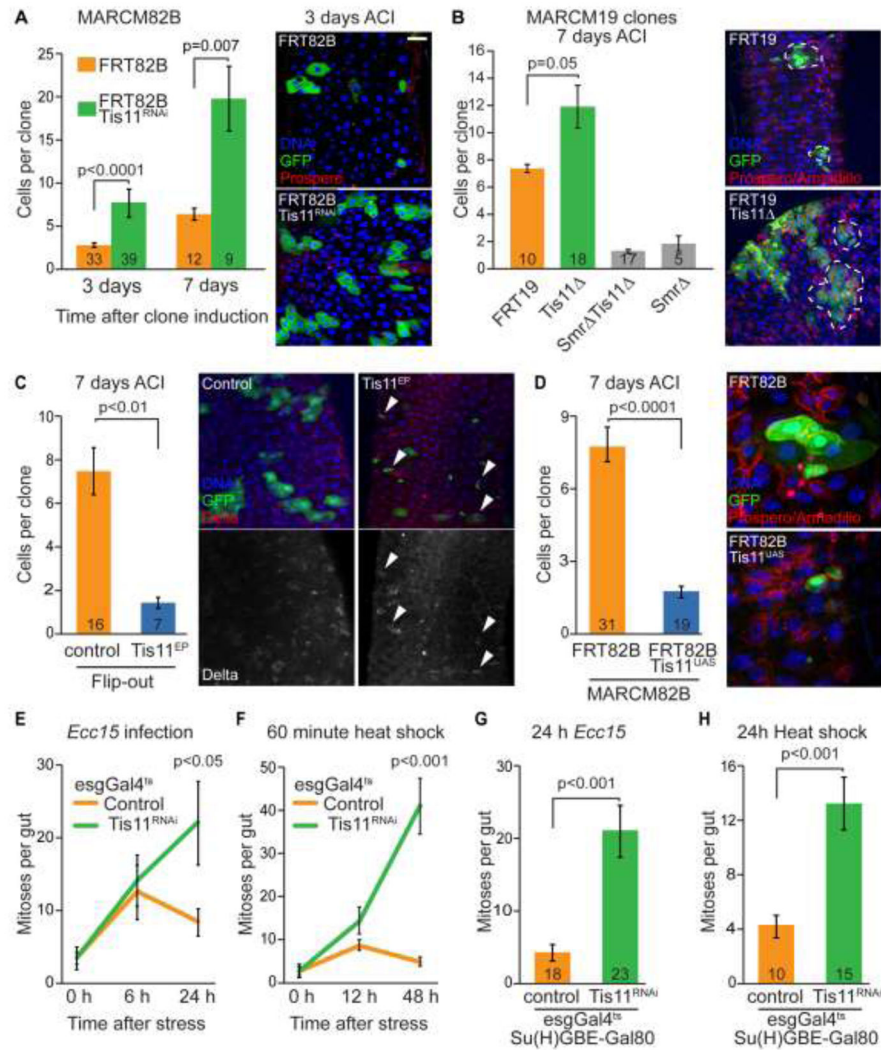 A MARCM82B
FRT82B
FRT82B
Tis11RNAi
p<0.0001
p=0.007
Cells per clone
25
20
15
10
5
0
33 39 12 9
3 days 7 days
Time after clone induction
3 days ACI
FRT82B
DNA
GFP
Prospero
FRT82B
Tis11RNAi
B MARCM19 clones
7 days ACI
p=0.05
Cells per clone
16
14
12
10
8
6
4
2
0
10 18 17 5
FRT19 Tis11Δ SmrΔTis11Δ SmrΔ
FRT19
DNA
GFP
Prospero/Armadillo
FRT19
Tis11Δ
C 7 days ACI
p<0.01
Cells per clone
10
8
6
4
2
0
16 7
control Tis11EP
Flip-out
Control
DNA
GFP
Delta
Tis11EP
Delta
D 7 days ACI
p<0.0001
Cells per clone
9
6
3
0
31 19
FRT82B FRT82B
Tis11UAS
MARCM82B
FRT82B
DNA
GFP
Prospero/Armadillo
FRT82B
Tis11UAS
E Ecc15 infection
p<0.05
esgGal4ts
Control
Tis11RNAi
Mitoses per gut
30
20
10
0
0 h 6 h 24 h
Time after stress
F 60 minute heat shock
p<0.001
esgGal4ts
Control
Tis11RNAi
Mitoses per gut
50
40
30
20
10
0
0 h 12 h 48 h
Time after stress
G 24 h Ecc15
p<0.001
Mitoses per gut
30
20
10
0
18 23
control Tis11RNAi
esgGal4ts
Su(H)GBE-Gal80
H 24h Heat shock
p<0.001
Mitoses per gut
16
12
8
4
0
10 15
control Tis11RNAi
esgGal4ts
Su(H)GBE-Gal80